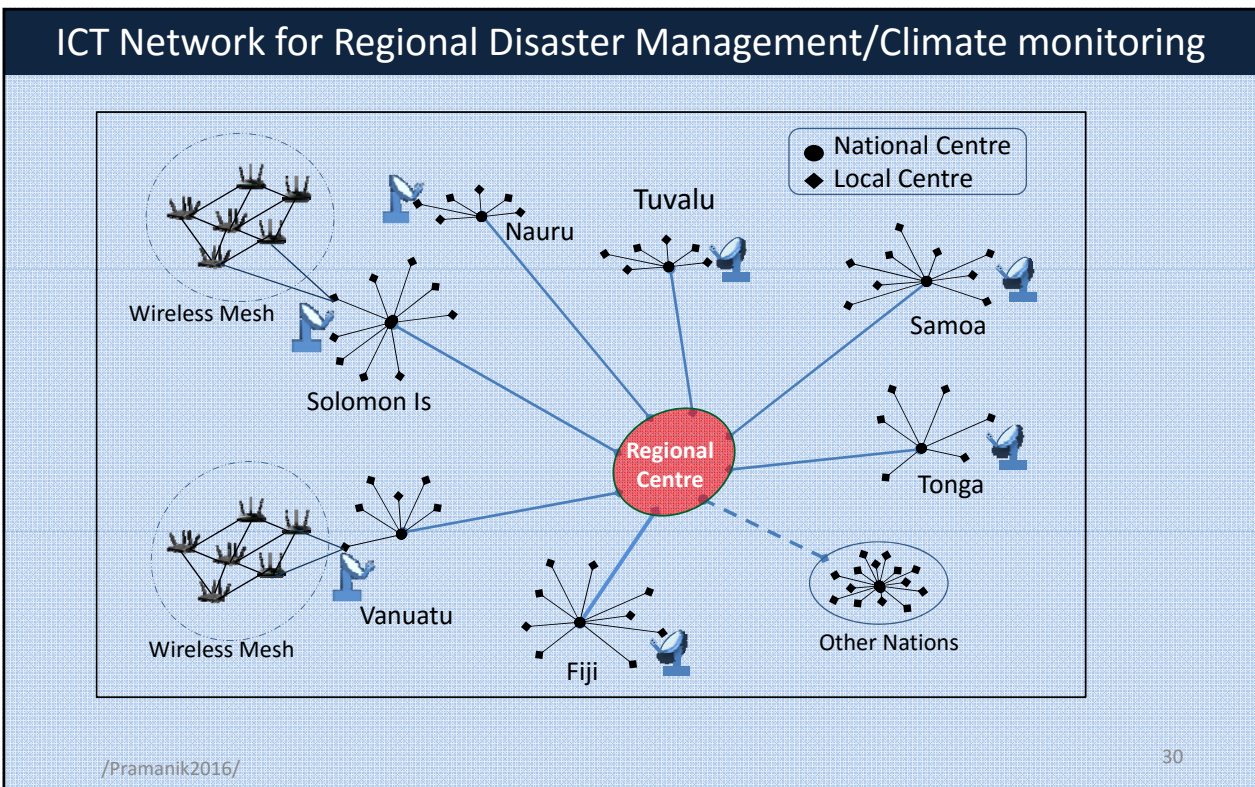 ICT Network for Regional Disaster Management/Climate monitoring
National Centre
Local Centre
Tuvalu
Nauru
Wireless Mesh
Samoa
Solomon Is
Regional
Centre
Tonga
Vanuatu
Wireless Mesh
Fiji
Other Nations
/Pramanik2016/
30